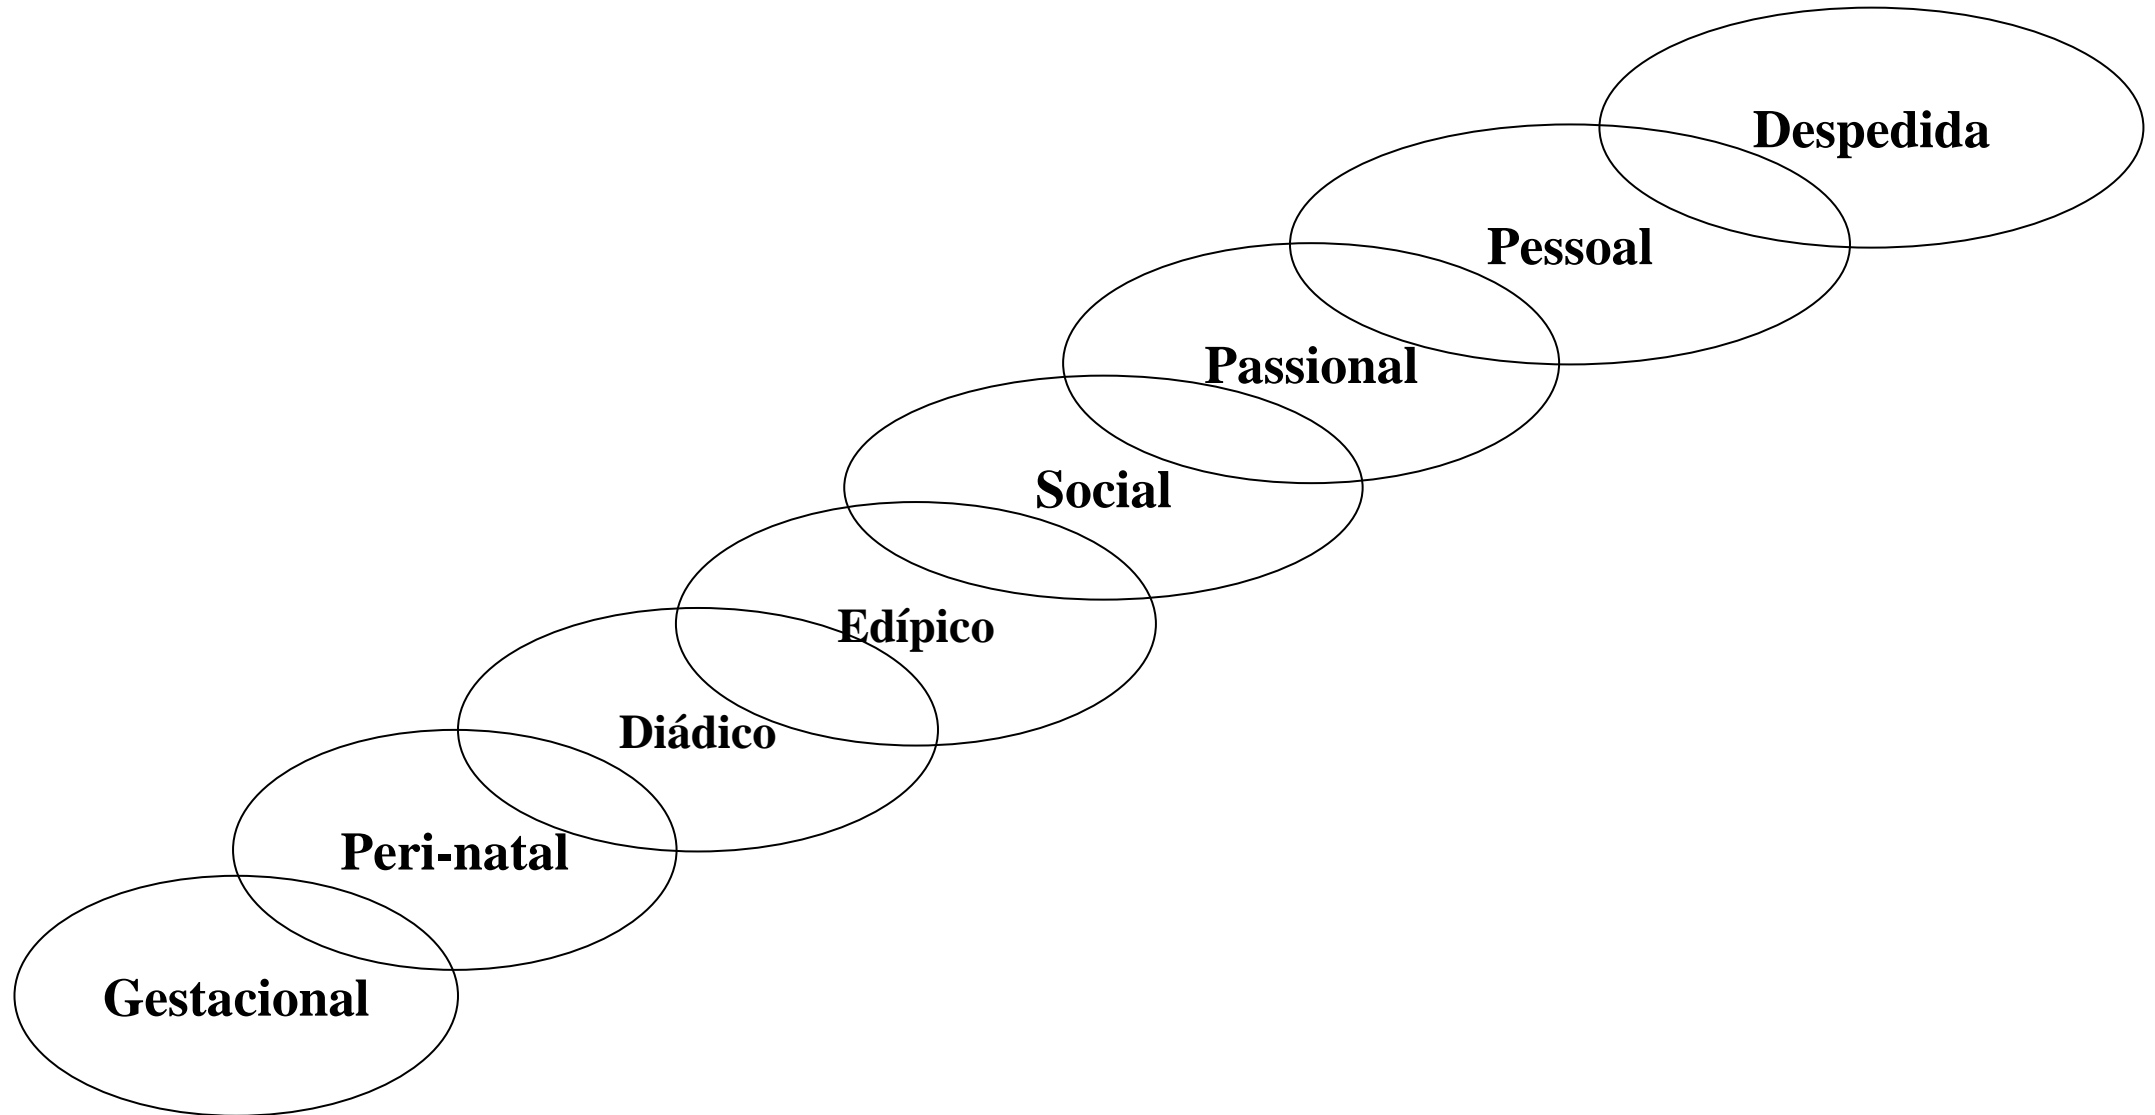 Despedida
Pessoal
Passional
Social
Edípico
Diádico
Peri-natal
Gestacional